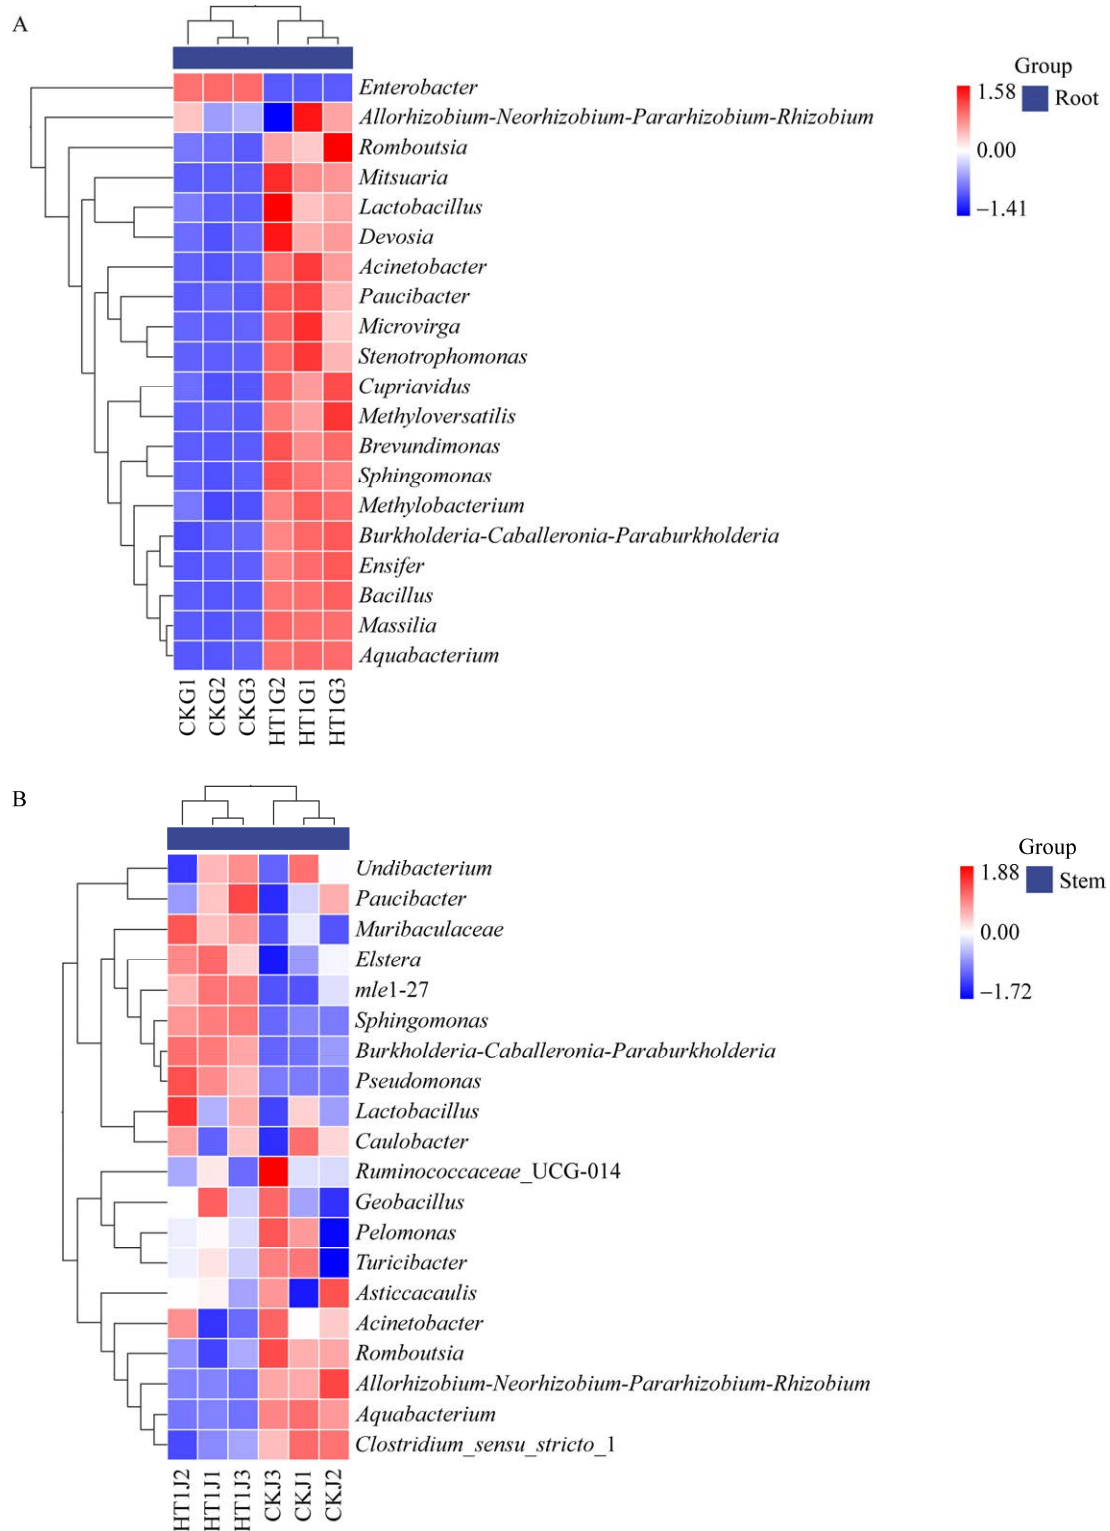 A
Enterobacter
Allorhizobium-Neorhizobium-Pararhizobium-Rhizobium
Romboutsia
Mitsuaria
Lactobacillus
Devosia
Acinetobacter
Paucibacter
Microvirga
Stenotrophomonas
Cupriavidus
Methyloversatilis
Brevundimonas
Sphingomonas
Methylobacterium
Burkholderia-Caballeronia-Paraburkholderia
Ensifer
Bacillus
Massilia
Aquabacterium
CKG1
CKG2
CKG3
HT1G2
HT1G1
HT1G3
1.58
0.00
−1.41
Group
Root
B
Undibacterium
Paucibacter
Muribaculaceae
Elstera
mle1-27
Sphingomonas
Burkholderia-Caballeronia-Paraburkholderia
Pseudomonas
Lactobacillus
Caulobacter
Ruminococcaceae_UCG-014
Geobacillus
Pelomonas
Turicibacter
Asticcacaulis
Acinetobacter
Romboutsia
Allorhizobium-Neorhizobium-Pararhizobium-Rhizobium
Aquabacterium
Clostridium_sensu_stricto_1
HT1J2
HT1J1
HT1J3
CKJ3
CKJ1
CKJ2
1.88
0.00
−1.72
Group
Stem